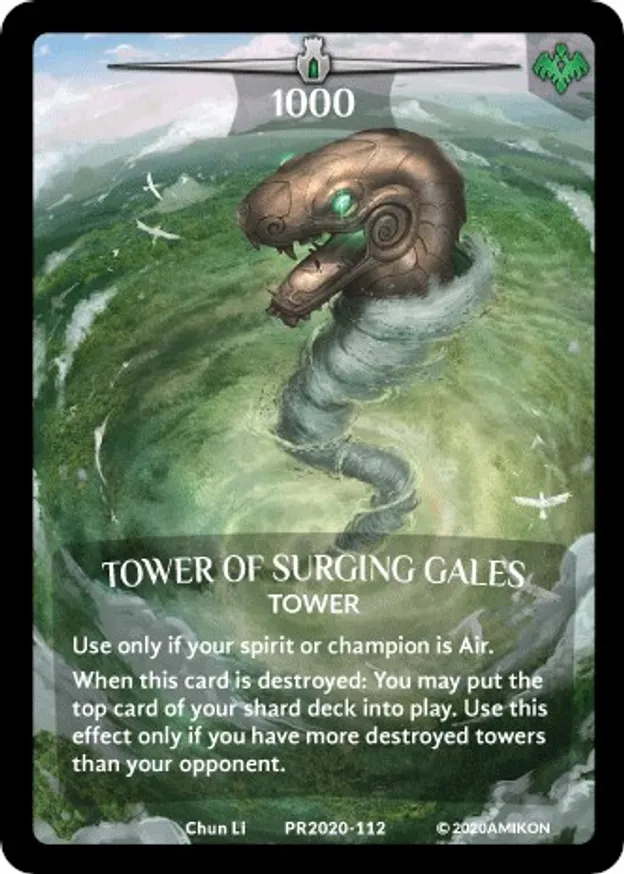 1000
TOWER OF SURGING GALES
TOWER
Use only if your spirit or champion is Air.
When this card is destroyed: You may put the
top card of your shard deck into play. Use this
effect only if you have more destroyed towers
than your opponent.
Chun Li PR2020-112 © 2020AMIKON